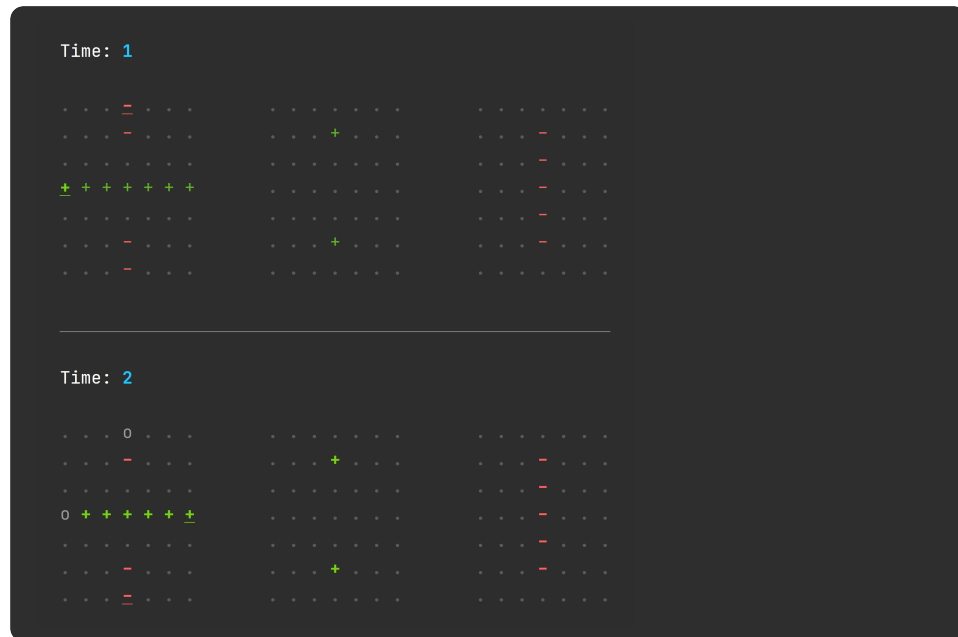 Time: 1
. . . - . . .   . . . . . . .   . . . . . . .
. . . - . . .   . . . + . . .   . . . - . . .
. . . . . . .   . . . . . . .   . . . - . . .
+ + + + + + +   . . . . . . .   . . . - . . .
. . . . . . .   . . . . . . .   . . . - . . .
. . . - . . .   . . . + . . .   . . . - . . .
. . . - . . .   . . . . . . .   . . . . . . .
Time: 2
. . . o . . .   . . . . . . .   . . . . . . .
. . . - . . .   . . . + . . .   . . . - . . .
. . . . . . .   . . . . . . .   . . . - . . .
o + + + + + +   . . . . . . .   . . . - . . .
. . . . . . .   . . . . . . .   . . . - . . .
. . . - . . .   . . . + . . .   . . . - . . .
. . . - . . .   . . . . . . .   . . . . . . .